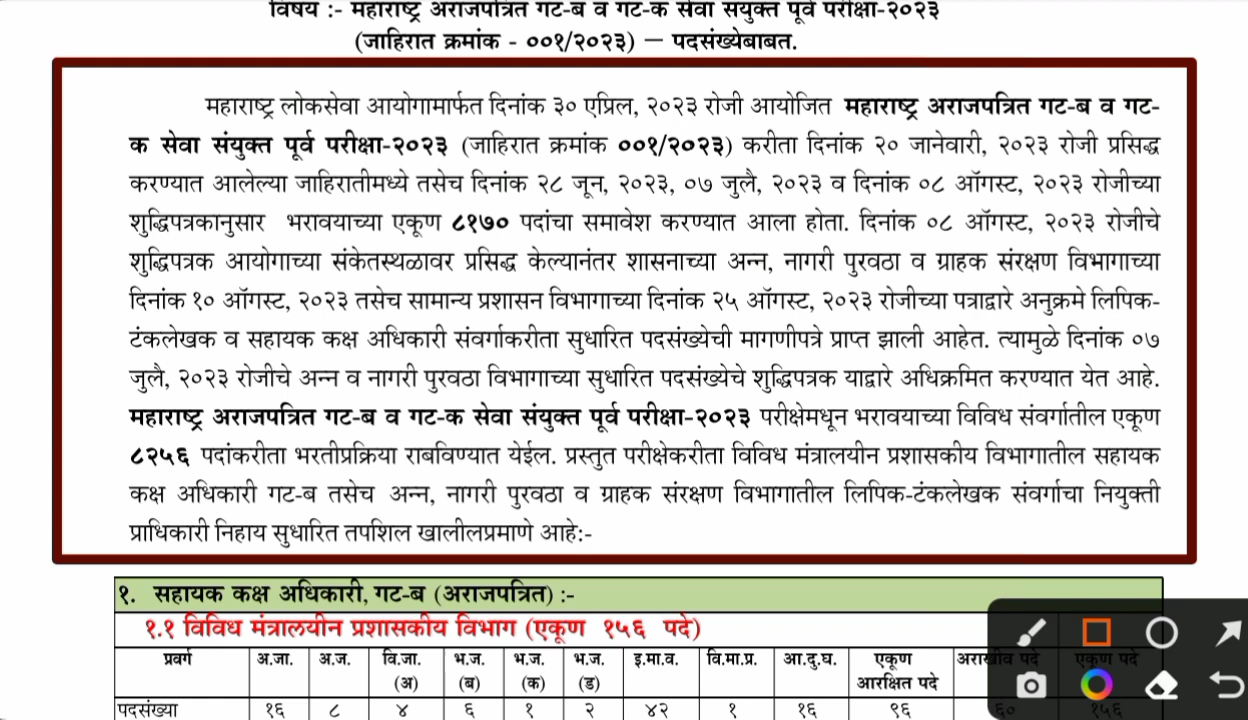 विषय :- महाराष्ट्र अराजपत्रित गट-ब व गट-क सेवा संयुक्त पूर्व परीक्षा-२०२३
(जाहिरात क्रमांक - ००१/२०२३) – पदसंख्येबाबत.
महाराष्ट्र लोकसेवा आयोगामार्फत दिनांक ३० एप्रिल, २०२३ रोजी आयोजित महाराष्ट्र अराजपत्रित गट-ब व गट-
क सेवा संयुक्त पूर्व परीक्षा-२०२३ (जाहिरात क्रमांक ००१/२०२३) करीता दिनांक २० जानेवारी, २०२३ रोजी प्रसिद्ध
करण्यात आलेल्या जाहिरातीमध्ये तसेच दिनांक २८ जून, २०२३, ०७ जुलै, २०२३ व दिनांक ०८ ऑगस्ट, २०२३ रोजीच्या
शुद्धिपत्रकानुसार भरावयाच्या एकूण ८१७० पदांचा समावेश करण्यात आला होता. दिनांक ०८ ऑगस्ट, २०२३ रोजीचे
शुद्धिपत्रक आयोगाच्या संकेतस्थळावर प्रसिद्ध केल्यानंतर शासनाच्या अन्न, नागरी पुरवठा व ग्राहक संरक्षण विभागाच्या
दिनांक १० ऑगस्ट, २०२३ तसेच सामान्य प्रशासन विभागाच्या दिनांक २५ ऑगस्ट, २०२३ रोजीच्या पत्राद्वारे अनुक्रमे लिपिक-
टंकलेखक व सहायक कक्ष अधिकारी संवर्गाकरीता सुधारित पदसंख्येची मागणीपत्रे प्राप्त झाली आहेत. त्यामुळे दिनांक ०७
जुलै, २०२३ रोजीचे अन्न व नागरी पुरवठा विभागाच्या सुधारित पदसंख्येचे शुद्धिपत्रक याद्वारे अधिक्रमित करण्यात येत आहे.
महाराष्ट्र अराजपत्रित गट-ब व गट-क सेवा संयुक्त पूर्व परीक्षा-२०२३ परीक्षेमधून भरावयाच्या विविध संवर्गातील एकूण
८२५६ पदांकरीता भरतीप्रक्रिया राबविण्यात येईल. प्रस्तुत परीक्षेकरीता विविध मंत्रालयीन प्रशासकीय विभागातील सहायक
कक्ष अधिकारी गट-ब तसेच अन्न, नागरी पुरवठा व ग्राहक संरक्षण विभागातील लिपिक-टंकलेखक संवर्गाचा नियुक्ती
प्राधिकारी निहाय सुधारित तपशिल खालीलप्रमाणे आहे:-
१. सहायक कक्ष अधिकारी, गट-ब (अराजपत्रित) :-
१.१ विविध मंत्रालयीन प्रशासकीय विभाग (एकूण १५६ पदे)
प्रवर्ग अ.जा. अ.ज. वि.जा. (अ) भ.ज. (ब) भ.ज. (क) भ.ज. (ड) इ.मा.व. वि.मा.प्र. आ.दु.घ. एकूण आरक्षित पदे अराखीव पदे एकूण पदे
पदसंख्या १६ ८ ४ ६ १ २ ४२ १ १६ ९६ ६० १५६